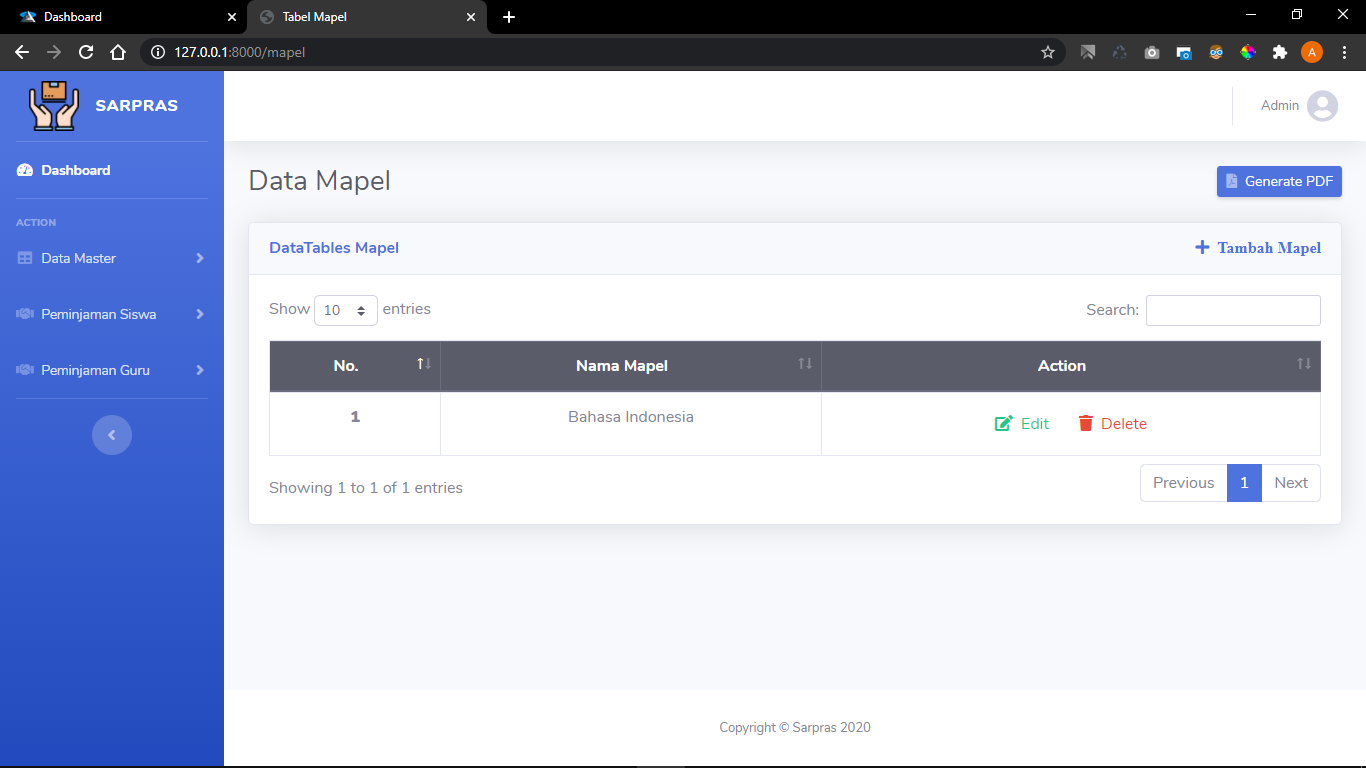 Dashboard
Tabel Mapel
127.0.0.1:8000/mapel
A
SARPRAS
Admin
Dashboard
ACTION
Data Master
Peminjaman Siswa
Peminjaman Guru
Data Mapel
Generate PDF
DataTables Mapel
Tambah Mapel
Show 10 entries
Search:
No. Nama Mapel Action
1 Bahasa Indonesia Edit Delete
Showing 1 to 1 of 1 entries
Previous 1 Next
Copyright © Sarpras 2020